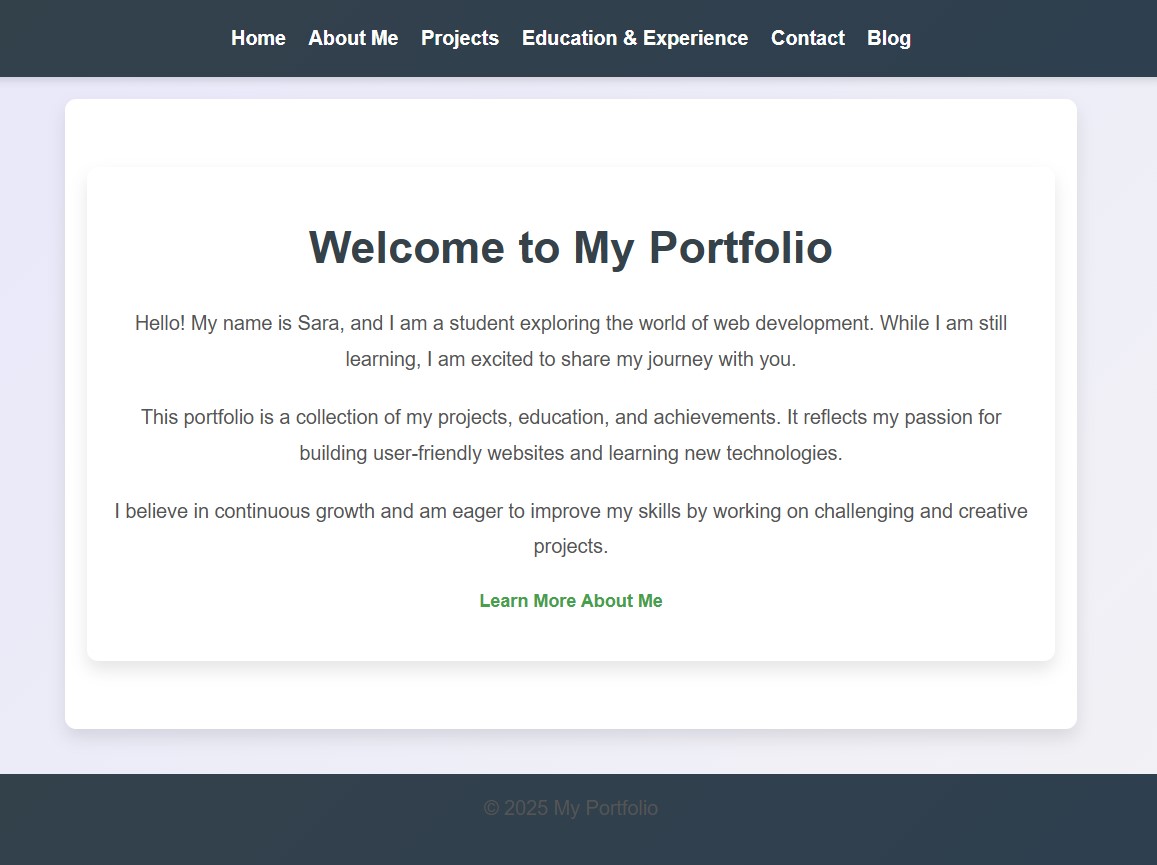 Home About Me Projects Education & Experience Contact Blog
Welcome to My Portfolio
Hello! My name is Sara, and I am a student exploring the world of web development. While I am still
learning, I am excited to share my journey with you.
This portfolio is a collection of my projects, education, and achievements. It reflects my passion for
building user-friendly websites and learning new technologies.
I believe in continuous growth and am eager to improve my skills by working on challenging and creative
projects.
Learn More About Me
© 2025 My Portfolio